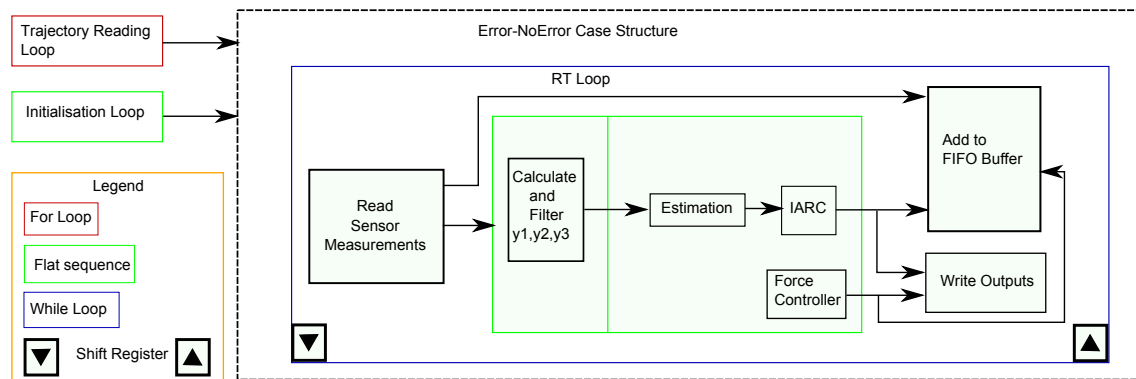 Trajectory Reading
Loop
Initialisation Loop
Legend
For Loop
Flat sequence
While Loop
Shift Register
Error-NoError Case Structure
RT Loop
Read
Sensor
Measurements
Calculate
and
Filter
y1,y2,y3
Estimation
IARC
Force
Controller
Add to
FIFO Buffer
Write Outputs